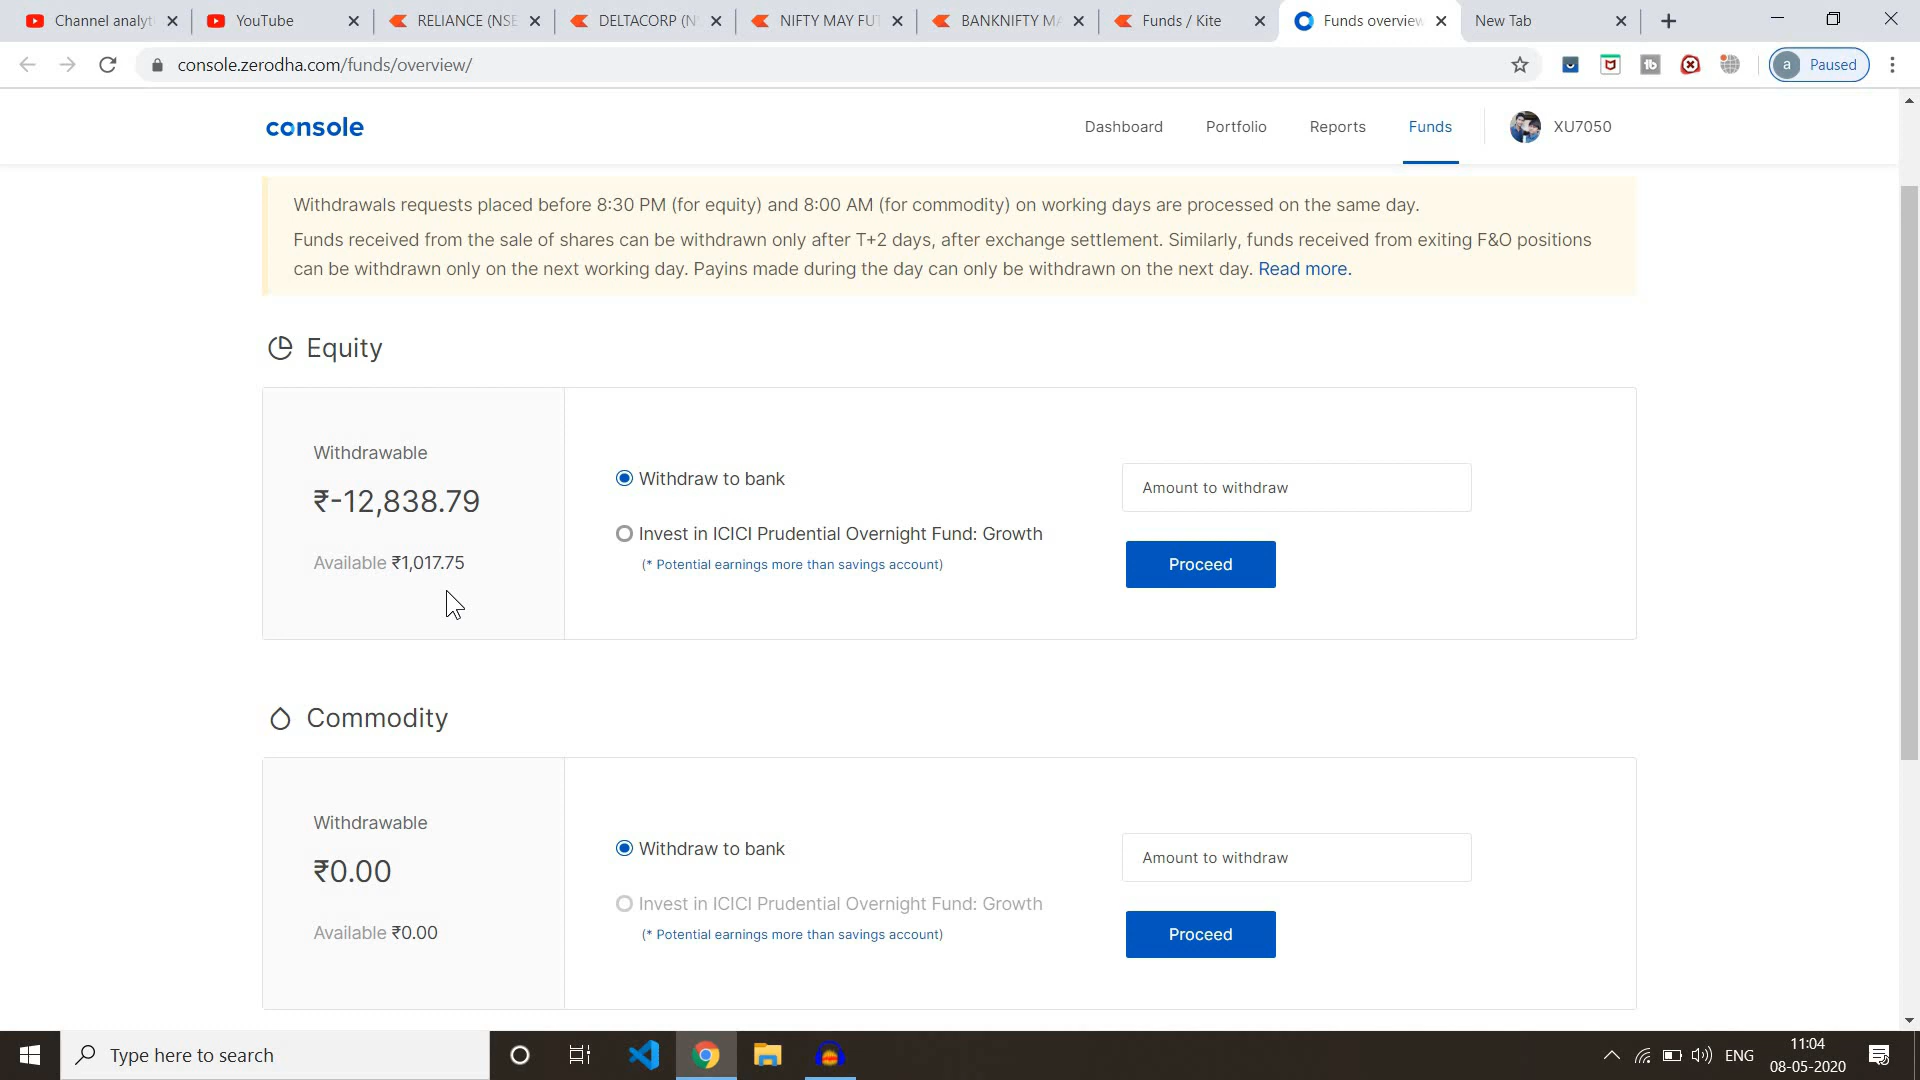 Channel analyt
YouTube
RELIANCE (NSE
DELTACORP (N
NIFTY MAY FUT
BANKNIFTY MA
Funds / Kite
Funds overview
New Tab
console.zerodha.com/funds/overview/
a Paused
console
Dashboard
Portfolio
Reports
Funds
XU7050
Withdrawals requests placed before 8:30 PM (for equity) and 8:00 AM (for commodity) on working days are processed on the same day.
Funds received from the sale of shares can be withdrawn only after T+2 days, after exchange settlement. Similarly, funds received from exiting F&O positions
can be withdrawn only on the next working day. Payins made during the day can only be withdrawn on the next day. Read more.
Equity
Withdrawable
₹-12,838.79
Available ₹1,017.75
Withdraw to bank
Invest in ICICI Prudential Overnight Fund: Growth
(* Potential earnings more than savings account)
Amount to withdraw
Proceed
Commodity
Withdrawable
₹0.00
Available ₹0.00
Withdraw to bank
Invest in ICICI Prudential Overnight Fund: Growth
(* Potential earnings more than savings account)
Amount to withdraw
Proceed
Type here to search
ENG
11:04
08-05-2020